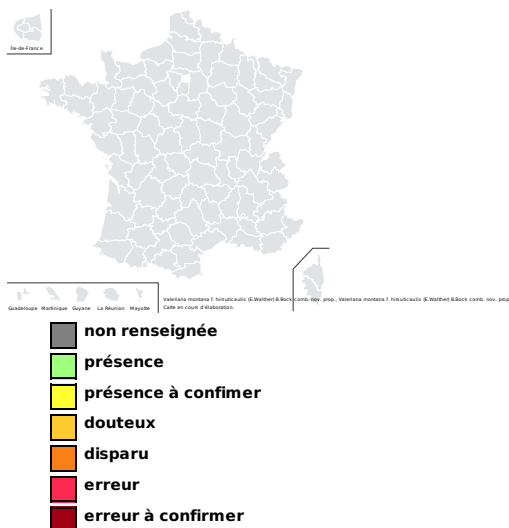 Île-de-France
Guadeloupe Martinique Guyane La Réunion Mayotte
Valeriana montana f. hirsuticaulis (E.Walther) B.Bock comb. nov. prop., Valeriana montana f. hirsuticaulis (E.Walther) B.Bock comb. nov. prop
Carte en cours d'élaboration.
non renseignée
présence
présence à confimer
douteux
disparu
erreur
erreur à confirmer